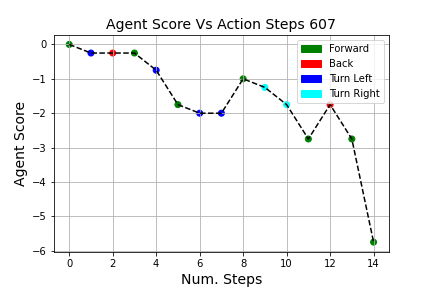 Agent Score Vs Action Steps 607
Agent Score
0
−1
−2
−3
−4
−5
−6
Forward
Back
Turn Left
Turn Right
0 2 4 6 8 10 12 14
Num. Steps